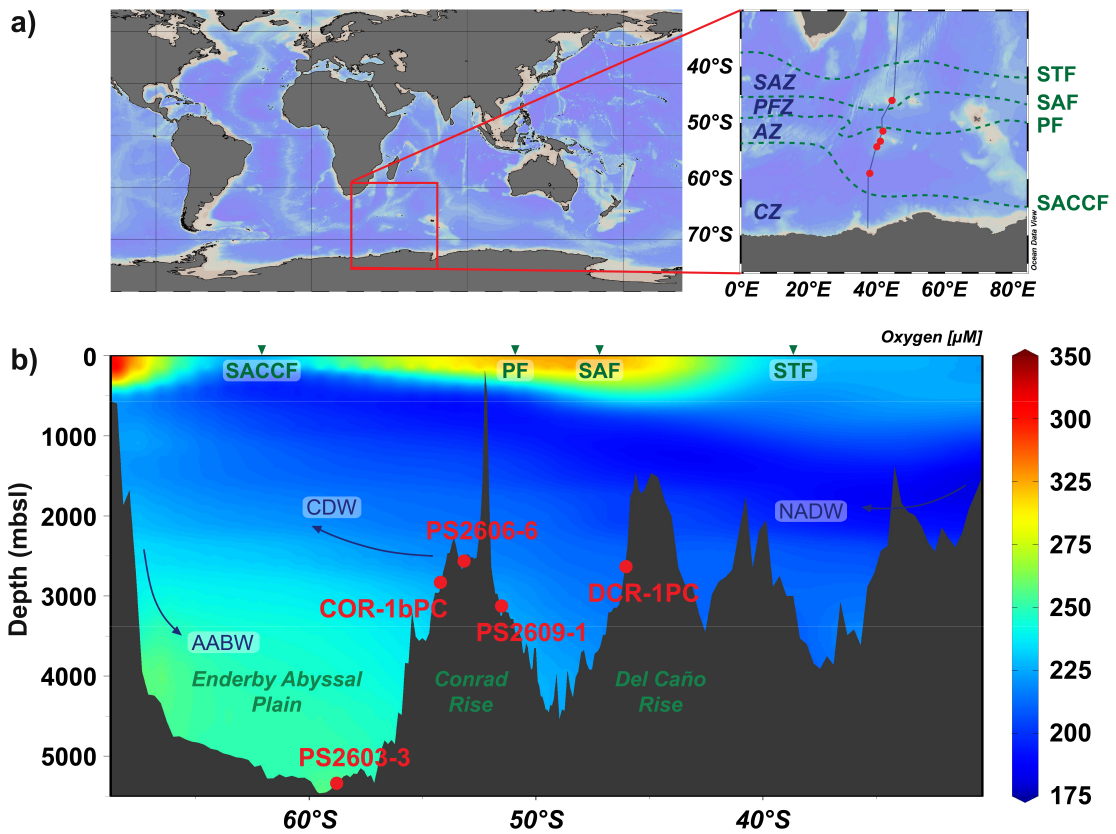 a)
40°S
50°S
60°S
70°S
SAZ
PFZ
AZ
CZ
STF
SAF
PF
SACCF
Ocean Data View
0°E
20°E
40°E
60°E
80°E
b)
Oxygen [µM]
SACCF
PF
SAF
STF
Depth (mbsl)
0
1000
2000
3000
4000
5000
CDW
NADW
AABW
PS2606-6
COR-1bPC
DCR-1PC
PS2609-1
PS2603-3
Enderby Abyssal
Plain
Conrad
Rise
Del Caño
Rise
60°S
50°S
40°S
350
300
325
275
250
225
200
175